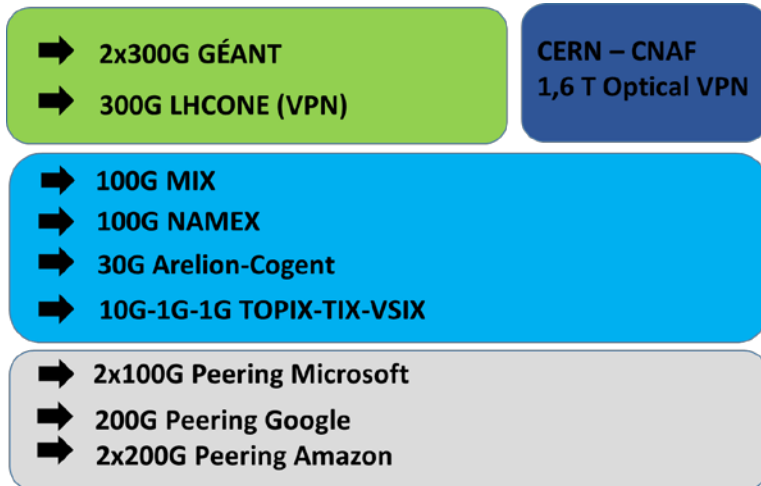 2x300G GÉANT
300G LHCONE (VPN)
CERN – CNAF
1,6 T Optical VPN
100G MIX
100G NAMEX
30G Arelion-Cogent
10G-1G-1G TOPIX-TIX-VSIX
2x100G Peering Microsoft
200G Peering Google
2x200G Peering Amazon